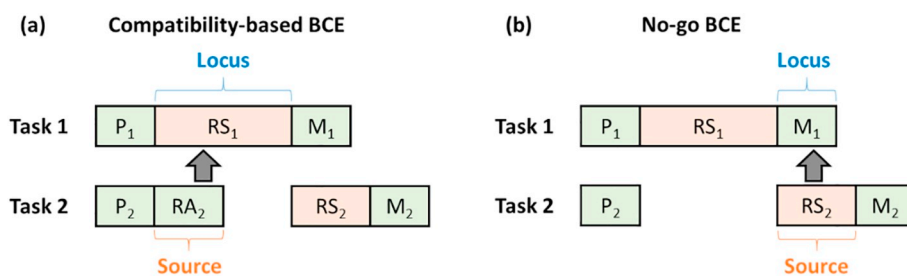 (a) Compatibility-based BCE
Locus
Task 1 P₁ RS₁ M₁
Task 2 P₂ RA₂ RS₂ M₂
Source
(b) No-go BCE
Locus
Task 1 P₁ RS₁ M₁
Task 2 P₂ RS₂ M₂
Source